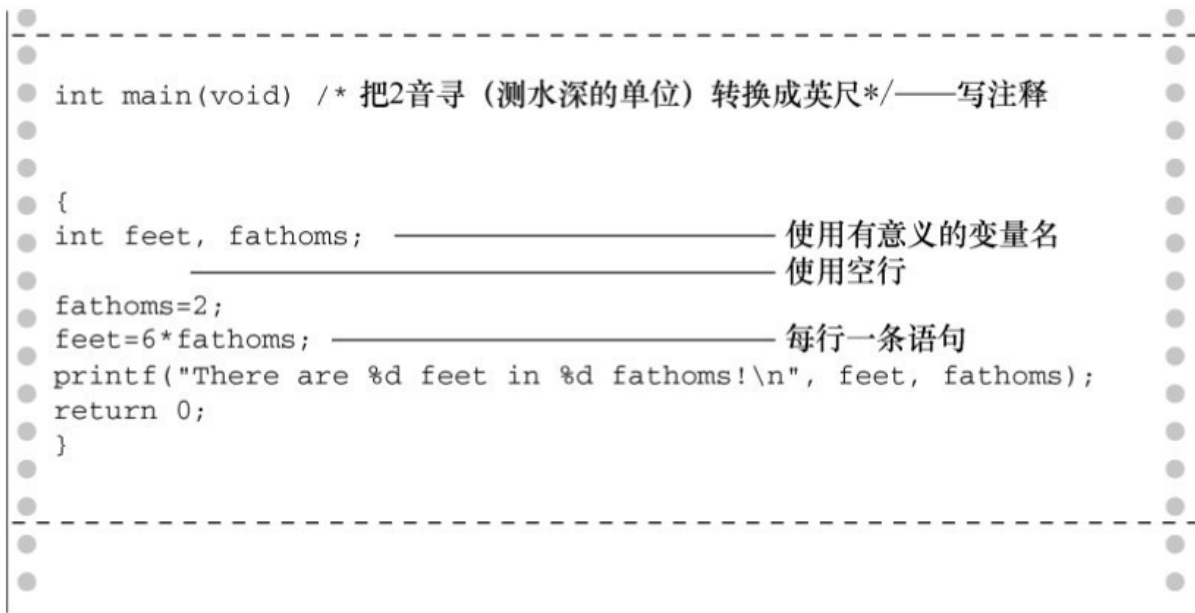 int main(void) /* 把2音寻（测水深的单位）转换成英尺*/——写注释
{
int feet, fathoms; 使用有意义的变量名
使用空行
fathoms=2;
feet=6*fathoms; 每行一条语句
printf("There are %d feet in %d fathoms!\n", feet, fathoms);
return 0;
}